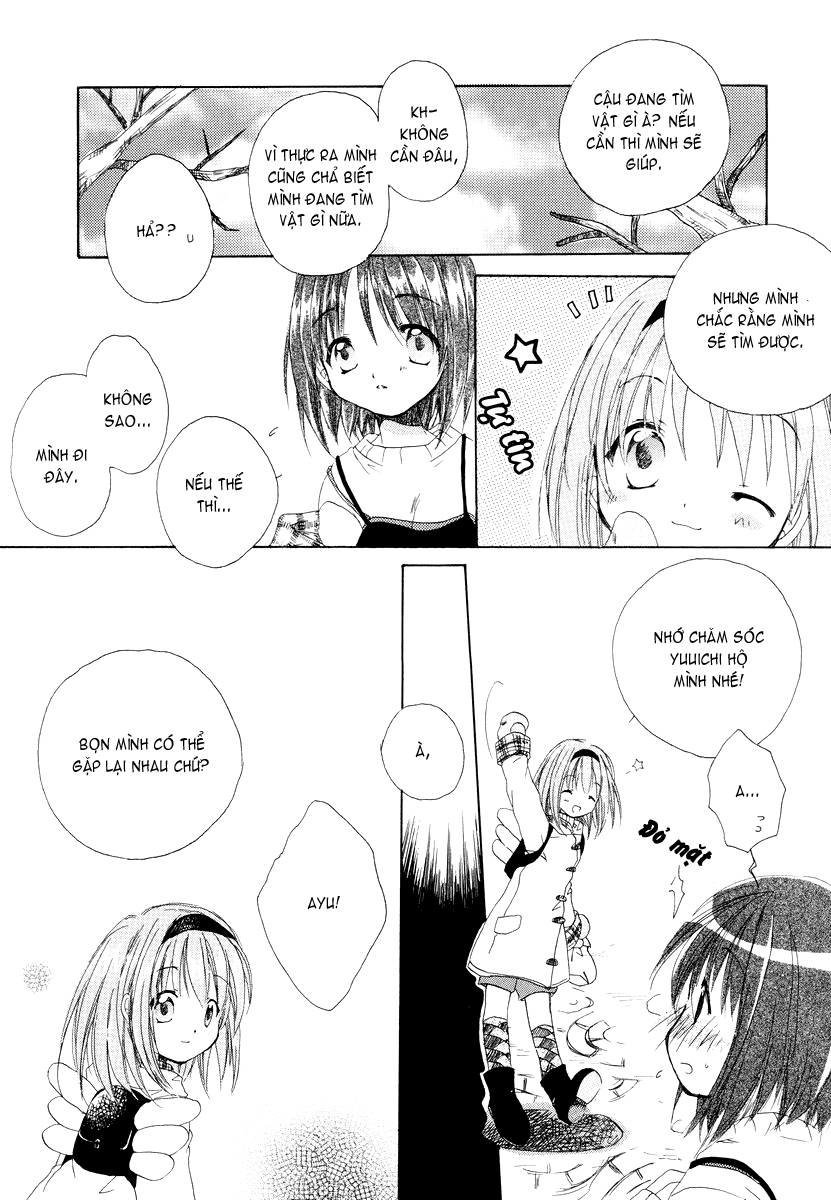 CẬU ĐANG TÌM
VẬT GÌ À? NẾU
CẦN THÌ MÌNH SẼ
GIÚP.
KH-
KHÔNG
CẦN ĐÂU,
VÌ THỰC RA MÌNH
CŨNG CHẢ BIẾT
MÌNH ĐANG TÌM
VẬT GÌ NỮA.
HẢ??
NHƯNG MÌNH
CHẮC RẰNG MÌNH
SẼ TÌM ĐƯỢC.
Tự tin
NẾU THẾ
THÌ...
KHÔNG
SAO...
MÌNH ĐI
ĐÂY.
NHỚ CHĂM SÓC
YUUICHI HỘ
MÌNH NHÉ!
A...
Đỏ mặt
À,
AYU!
BỌN MÌNH CÓ THỂ
GẶP LẠI NHAU CHỨ?